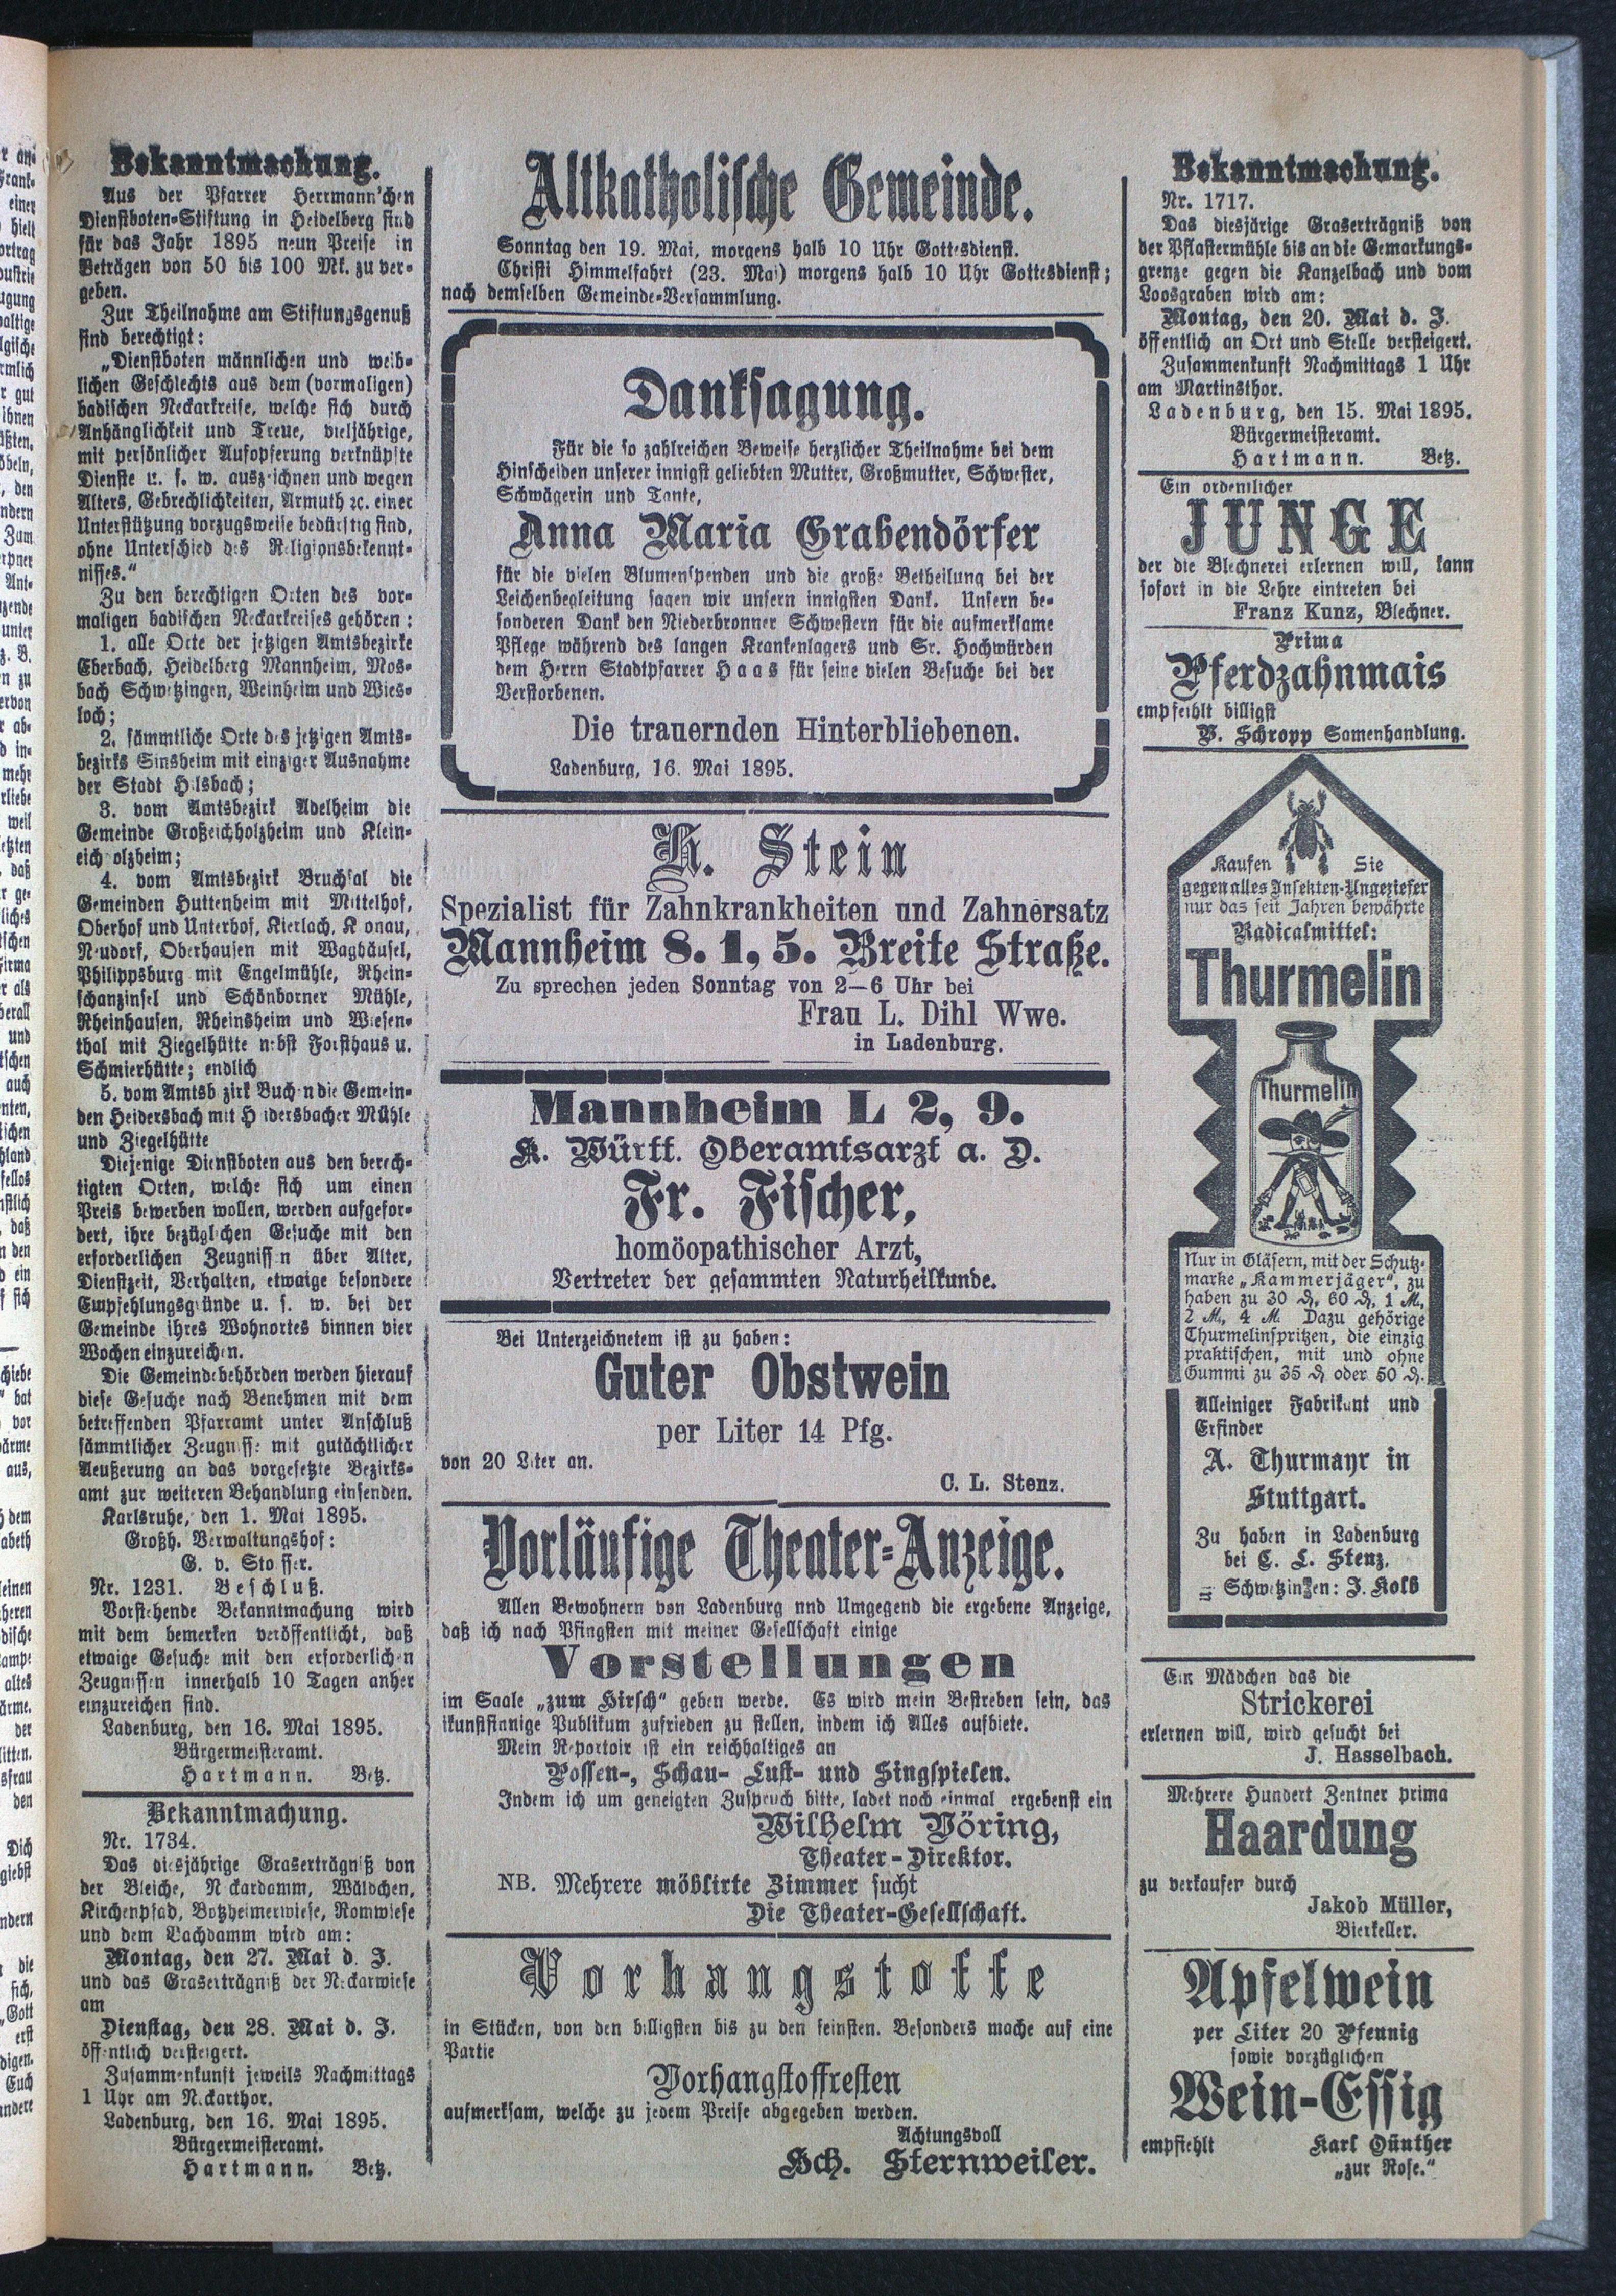 Bekanntmachung.
Aus der Pfarrer Herrmann'chen
Dienstboten-Stiftung in Heidelberg sind
für das Jahr 1895 neun Preise in
Beträgen von 50 bis 100 Mk. zu ver-
geben.
Zur Theilnahme am Stiftungsgenuß
sind berechtigt:
„Dienstboten männlichen und weib-
lichen Geschlechts aus dem (vormaligen)
badischen Neckarkreise, welche sich durch
Anhänglichkeit und Treue, vieljährige,
mit persönlicher Aufopferung verknüpfte
Dienste u. s. w. auszeichnen und wegen
Alters, Gebrechlichkeiten, Armuth ꝛc. einer
Unterstützung vorzugsweise bedürftig sind,
ohne Unterschied des Religionsbekennt-
nisses.“
Zu den berechtigen Orten des vor-
maligen badischen Neckarkreises gehören:
1. alle Orte der jetzigen Amtsbezirke
Eberbach, Heidelberg Mannheim, Mos-
bach Schwetzingen, Weinheim und Wies-
loch;
2. sämmtliche Orte des jetzigen Amts-
bezirks Sinsheim mit einziger Ausnahme
der Stadt Hilsbach;
3. vom Amtsbezirk Adelheim die
Gemeinde Großeichholzheim und Klein-
eich olzheim;
4. vom Amtsbezirk Bruchsal die
Gemeinden Huttenheim mit Mittelhof,
Oberhof und Unterhof, Kierlach, K onau,
Neudorf, Oberhausen mit Waghäusel,
Philippsburg mit Engelmühle, Rhein-
schanzinsel und Schönborner Mühle,
Rheinhausen, Rheinsheim und Wiesen-
thal mit Ziegelhütte nebst Forsthaus u.
Schmierhütte; endlich
5. vom Amtsb zirk Buch n die Gemein-
den Heidersbach mit H idersbacher Mühle
und Ziegelhütte
Diejenige Dienstboten aus den berech-
tigten Orten, welche sich um einen
Preis bewerben wollen, werden aufgefor-
dert, ihre bezüglichen Gesuche mit den
erforderlichen Zeugniss n über Alter,
Dienstzeit, Verhalten, etwaige besondere
Empfehlungsgründe u. s. w. bei der
Gemeinde ihres Wohnortes binnen vier
Wochen einzureichen.
Die Gemeindebehörden werden hierauf
diese Gesuche nach Benehmen mit dem
betreffenden Pfarramt unter Anschluß
sämmtlicher Zeugnisse mit gutächtlicher
Aeußerung an das vorgesetzte Bezirks-
amt zur weiteren Behandlung einsenden.
Karlsruhe, den 1. Mai 1895.
Großh. Verwaltungshof:
G. v. Sto sser.
Nr. 1231. Beschluß.
Vorstehende Bekanntmachung wird
mit dem bemerken veröffentlicht, daß
etwaige Gesuche mit den erforderlichen
Zeugnissen innerhalb 10 Tagen anher
einzureichen sind.
Ladenburg, den 16. Mai 1895.
Bürgermeisteramt.
Hartmann. Betz.
Bekanntmachung.
Nr. 1734.
Das diesjährige Graserträgniß von
der Bleiche, N ckardamm, Wäldchen,
Kirchenpfad, Botzheimerwiese, Romwiese
und dem Bachdamm wird am:
Montag, den 27. Mai d. J.
und das Graserträgniß der Neckarwiese
am
Dienstag, den 28. Mai d. J.
öffentlich versteigert.
Zusammenkunst jeweils Nachmittags
1 Uhr am Neckarthor.
Ladenburg, den 16. Mai 1895.
Bürgermeisteramt.
Hartmann. Betz.
Altkatholische Gemeinde.
Sonntag den 19. Mai, morgens halb 10 Uhr Gottesdienst.
Christi Himmelfahrt (23. Mai) morgens halb 10 Uhr Gottesdienst;
nach demselben Gemeinde-Versammlung.
Danksagung.
Für die so zahlreichen Beweise herzlicher Theilnahme bei dem
Hinscheiden unserer innigst geliebten Mutter, Großmutter, Schwester,
Schwägerin und Tante,
Anna Maria Grabendörfer
für die vielen Blumenspenden und die große Betheilung bei der
Leichenbegleitung sagen wir unsern innigsten Dank. Unsern be-
sonderen Dank den Niederbronner Schwestern für die aufmerksame
Pflege während des langen Krankenlagers und Sr. Hochwürden
dem Herrn Stadtpfarrer Haas für seine vielen Besuche bei der
Verstorbenen.
Die trauernden Hinterbliebenen.
Ladenburg, 16. Mai 1895.
K. Stein
Spezialist für Zahnkrankheiten und Zahnersatz
Mannheim S. 1, 5. Breite Straße.
Zu sprechen jeden Sonntag von 2—6 Uhr bei
Frau L. Dihl Wwe.
in Ladenburg.
Mannheim L 2, 9.
K. Württ. Oberamtsarzt a. D.
Fr. Fischer,
homöopathischer Arzt,
Vertreter der gesammten Naturheilkunde.
Bei Unterzeichnetem ist zu haben:
Guter Obstwein
per Liter 14 Pfg.
von 20 Liter an.
C. L. Stenz.
Vorläufige Theater-Anzeige.
Allen Bewohnern von Ladenburg nnd Umgegend die ergebene Anzeige,
daß ich nach Pfingsten mit meiner Gesellschaft einige
Vorstellungen
im Saale „zum Hirsch“ geben werde. Es wird mein Bestreben sein, das
kunstsinnige Publikum zufrieden zu stellen, indem ich Alles aufbiete.
Mein Reportoir ist ein reichhaltiges an
Possen-, Schau- Lust- und Singspielen.
Indem ich um geneigten Zuspruch bitte, ladet noch einmal ergebenst ein
Wilhelm Vöring,
Theater-Direktor.
NB. Mehrere möblirte Zimmer sucht
Die Theater-Gesellschaft.
Vorhangstoffe
in Stücken, von den billigsten bis zu den feinsten. Besonders mache auf eine
Partie
Vorhangstoffresten
aufmerksam, welche zu jedem Preise abgegeben werden.
Achtungsvoll
Hch. Sternweiler.
Bekanntmachung.
Nr. 1717.
Das diesjärige Graserträgniß von
der Pflastermühle bis an die Gemarkungs-
grenze gegen die Kanzelbach und vom
Loosgraben wird am:
Montag, den 20. Mai d. J.
öffentlich an Ort und Stelle versteigert.
Zusammenkunft Nachmittags 1 Uhr
am Martinsthor.
Ladenburg, den 15. Mai 1895.
Bürgermeisteramt.
Hartmann. Betz.
Ein ordentlicher
JUNGE
der die Blechnerei erlernen will, kann
sofort in die Lehre eintreten bei
Franz Kunz, Blechner.
Prima
Pferdzahnmais
empfeihlt billigst
P. Schropp Samenhandlung.
Kaufen Sie
gegen alles Insekten-Ungeziefer
nur das seit Jahren bewährte
Radicalmittel:
Thurmelin
Thurmelin
Nur in Gläsern, mit der Schutz-
marke „Kammerjäger“, zu
haben zu 30 ₰, 60 ₰, 1 M.,
2 M., 4 M. Dazu gehörige
Thurmelinspritzen, die einzig
praktischen, mit und ohne
Gummi zu 35 ₰ oder 50 ₰.
Alleiniger Fabrikant und
Erfinder
A. Thurmayr in
Stuttgart.
Zu haben in Ladenburg
bei C. L. Stenz.
= Schwetzingen: J. Kolb
Ein Mädchen das die
Strickerei
erlernen will, wird gesucht bei
J. Hasselbach.
Mehrere Hundert Zentner prima
Haardung
zu verkaufen durch
Jakob Müller,
Bierkeller.
Apfelwein
per Liter 20 Pfennig
sowie vorzüglichen
Wein-Essig
empfiehlt Karl Günther
„zur Rose.“